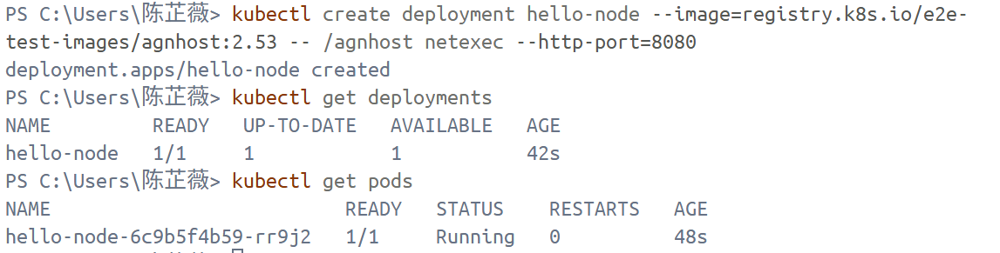 PS C:\Users\陈芷薇> kubectl create deployment hello-node --image=registry.k8s.io/e2e-
test-images/agnhost:2.53 -- /agnhost netexec --http-port=8080
deployment.apps/hello-node created
PS C:\Users\陈芷薇> kubectl get deployments
NAME         READY   UP-TO-DATE   AVAILABLE   AGE
hello-node   1/1     1            1           42s
PS C:\Users\陈芷薇> kubectl get pods
NAME                          READY   STATUS    RESTARTS   AGE
hello-node-6c9b5f4b59-rr9j2   1/1     Running   0          48s